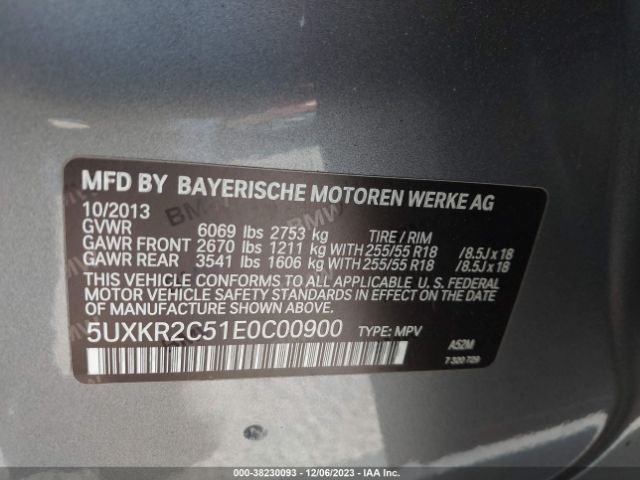 MFD BY BAYERISCHE MOTOREN WERKE AG
10/2013
GVWR 6069 lbs 2753 kg TIRE / RIM
GAWR FRONT 2670 lbs 1211 kg WITH 255/55 R18 /8.5J x 18
GAWR REAR 3541 lbs 1606 kg WITH 255/55 R18 /8.5J x 18
THIS VEHICLE CONFORMS TO ALL APPLICABLE U. S. FEDERAL
MOTOR VEHICLE SAFETY STANDARDS IN EFFECT ON THE DATE
OF MANUFACTURE SHOWN ABOVE.
5UXKR2C51E0C00900 TYPE: MPV A52M
7 320 729
000-38230093 - 12/06/2023 - IAA Inc.